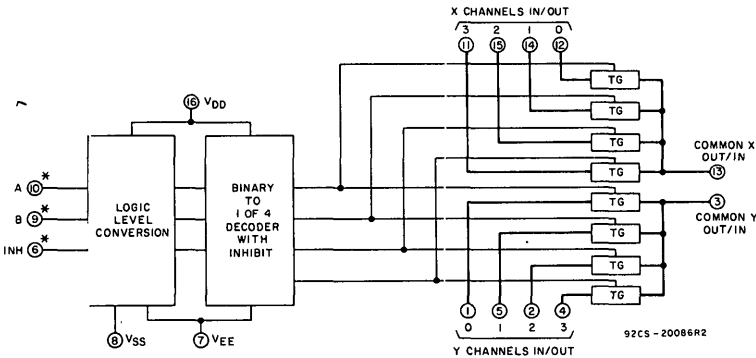 X CHANNELS IN/OUT
3 2 1 0
11 15 14 12
TG
TG
TG
TG
COMMON X
OUT/IN
13
16 VDD
A 10 *
B 9 *
INH 6 *
LOGIC
LEVEL
CONVERSION
BINARY
TO
1 OF 4
DECODER
WITH
INHIBIT
TG
TG
TG
TG
3
COMMON Y
OUT/IN
8 VSS
7 VEE
1 5 2 4
0 1 2 3
Y CHANNELS IN/OUT
92CS-20086R2